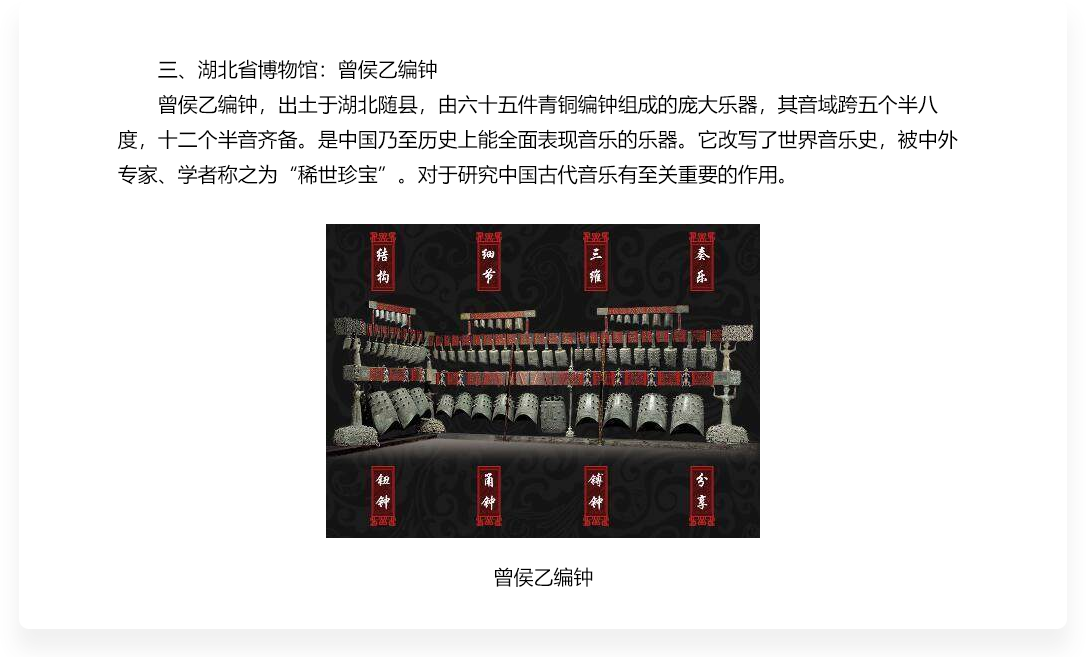 三、湖北省博物馆：曾侯乙编钟
曾侯乙编钟，出土于湖北随县，由六十五件青铜编钟组成的庞大乐器，其音域跨五个半八
度，十二个半音齐备。是中国乃至历史上能全面表现音乐的乐器。它改写了世界音乐史，被中外
专家、学者称之为“稀世珍宝”。对于研究中国古代音乐有至关重要的作用。
结构
细节
三维
奏乐
钮钟
甬钟
镈钟
分享
曾侯乙编钟